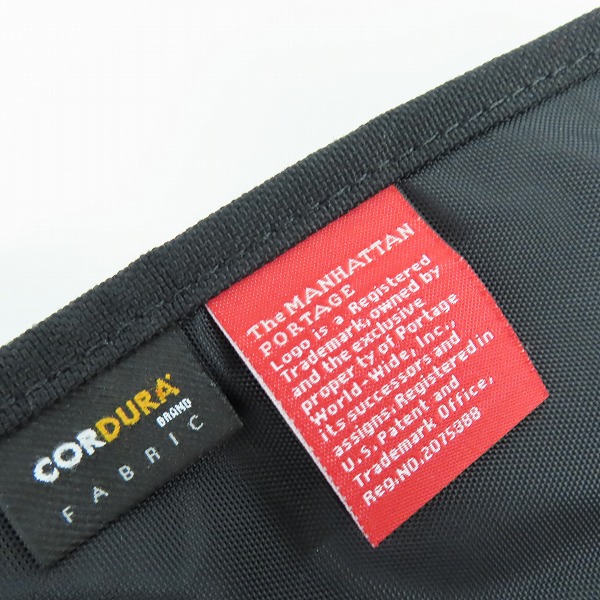 The MANHATTAN
PORTAGE
Logo is a Registered
Trademark,owned by
and the exclusive
property of Portage
World-Wide, Inc.,
its successors and
assigns,Registered in
U.S. Patent and
Trademark Office,
Reg.NO.2075388
CORDURA®
BRAND
FABRIC